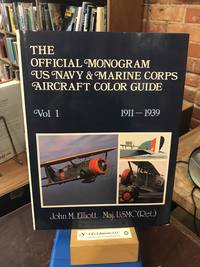 THE
OFFICIAL MONOGRAM
US NAVY & MARINE CORPS
AIRCRAFT COLOR GUIDE
Vol 1 1911–1939
John M. Elliott Maj. USMC (Ret.)